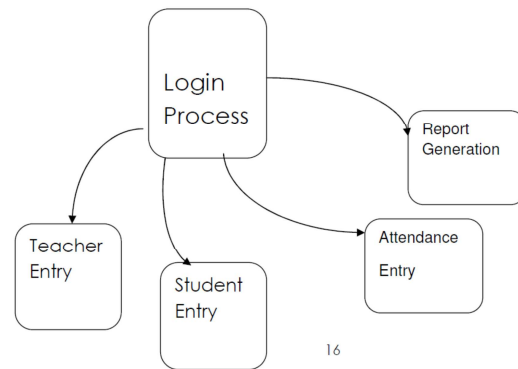 Login
Process
Report
Generation
Teacher
Entry
Attendance
Entry
Student
Entry
16